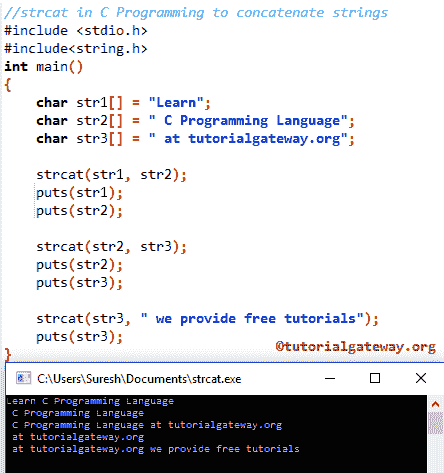 //strcat in C Programming to concatenate strings
#include <stdio.h>
#include<string.h>
int main()
{
    char str1[] = "Learn";
    char str2[] = " C Programming Language";
    char str3[] = " at tutorialgateway.org";

    strcat(str1, str2);
    puts(str1);
    puts(str2);

    strcat(str2, str3);
    puts(str2);
    puts(str3);

    strcat(str3, " we provide free tutorials");
    puts(str3);
©tutorialgateway.org
}
C:\Users\Suresh\Documents\strcat.exe
Learn C Programming Language
 C Programming Language
 C Programming Language at tutorialgateway.org
 at tutorialgateway.org
 at tutorialgateway.org we provide free tutorials